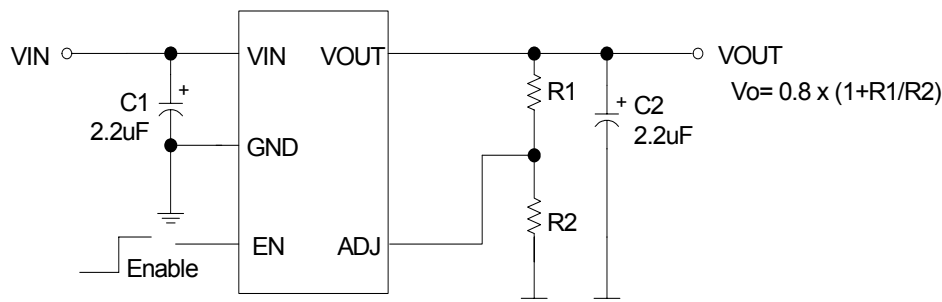 VIN
VIN
VOUT
VOUT
Vo= 0.8 x (1+R1/R2)
C1
2.2uF
R1
C2
2.2uF
GND
R2
EN
ADJ
Enable